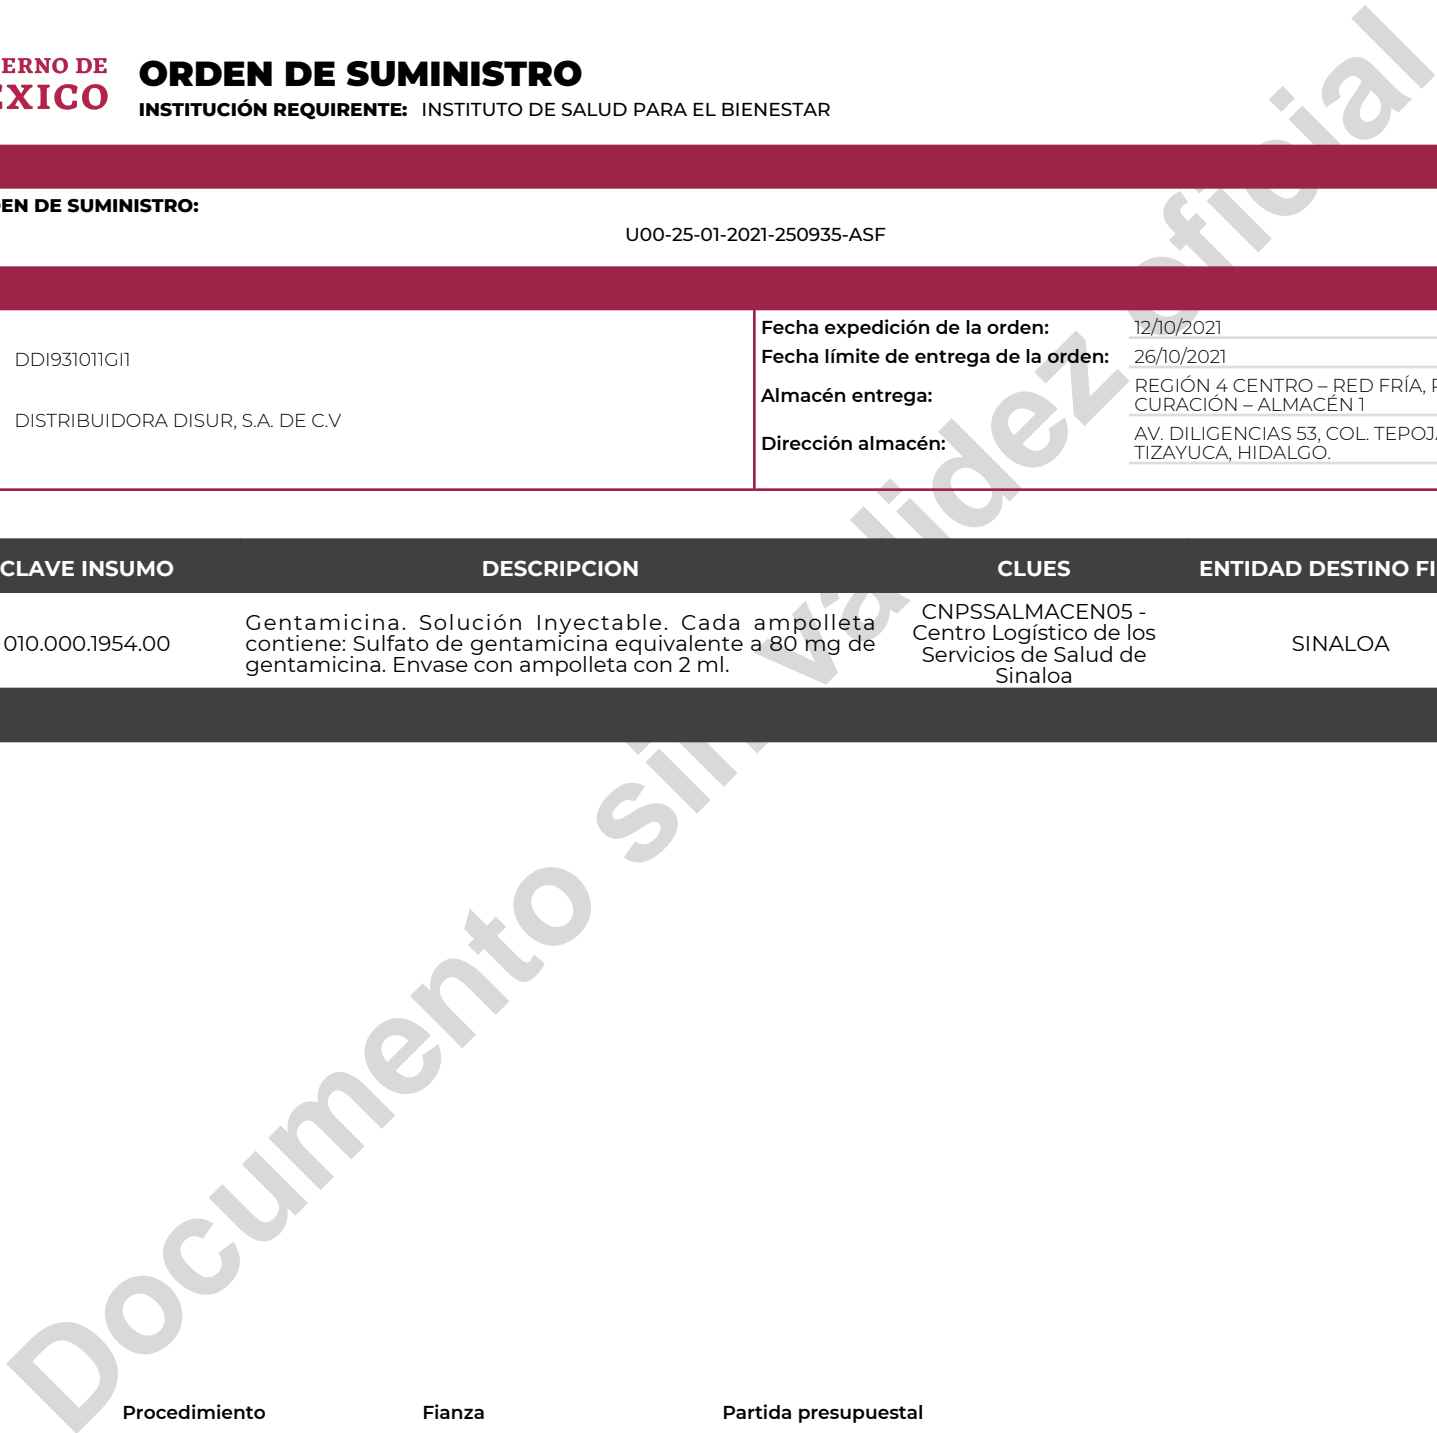 ERNO DE
ORDEN DE SUMINISTRO
XICO
INSTITUCIÓN REQUIRENTE: INSTITUTO DE SALUD PARA EL BIENESTAR
EN DE SUMINISTRO:
U00-25-01-2021-250935-ASF
Fecha expedición de la orden: 12/10/2021
DDI931011GI1
Fecha límite de entrega de la orden: 26/10/2021
Almacén entrega: REGIÓN 4 CENTRO – RED FRÍA,
CURACIÓN – ALMACÉN 1
DISTRIBUIDORA DISUR, S.A. DE C.V
Dirección almacén: AV. DILIGENCIAS 53, COL. TEPOJ
TIZAYUCA, HIDALGO.
CLAVE INSUMO DESCRIPCION CLUES ENTIDAD DESTINO FI
010.000.1954.00
Gentamicina. Solución Inyectable. Cada ampolleta
contiene: Sulfato de gentamicina equivalente a 80 mg de
gentamicina. Envase con ampolleta con 2 ml.
CNPSSALMACEN05 -
Centro Logístico de los
Servicios de Salud de
Sinaloa
SINALOA
Documento sin validez oficial
Procedimiento Fianza Partida presupuestal